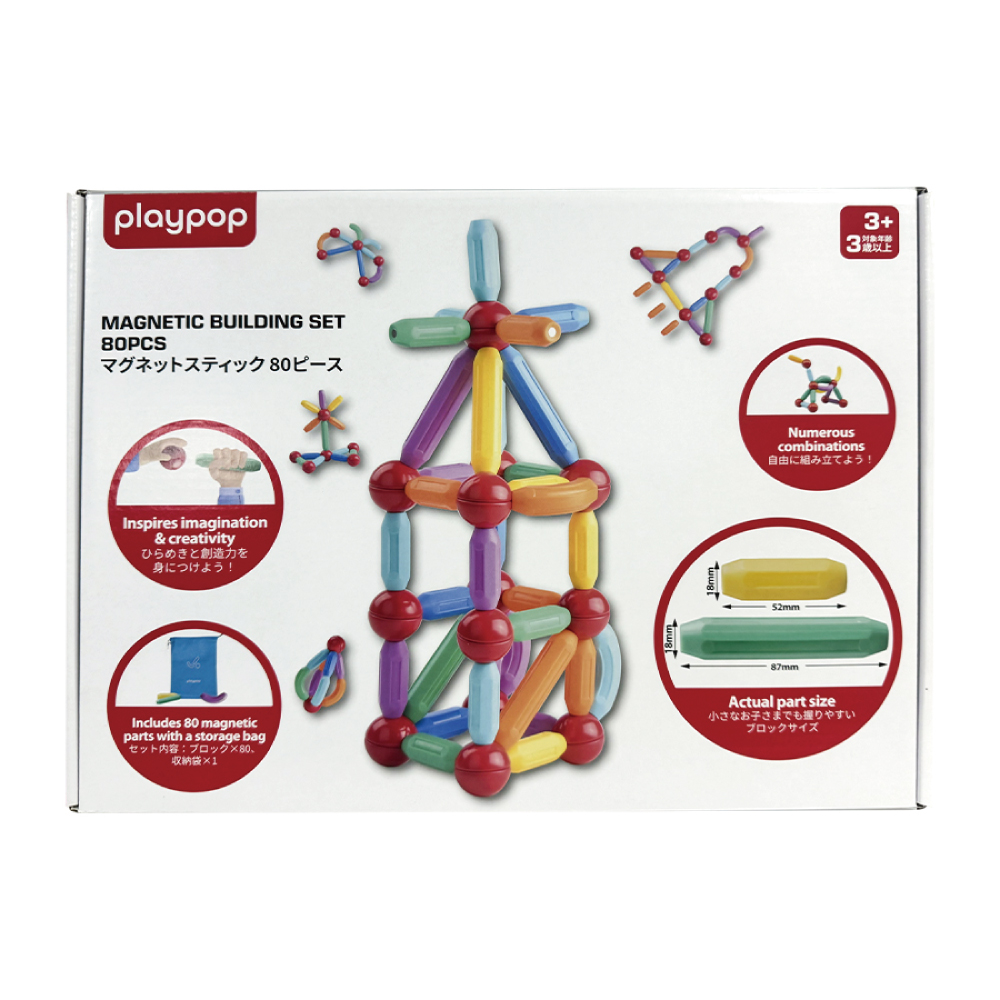 playpop
3+
3歳以上
対象年齢
MAGNETIC BUILDING SET
80PCS
マグネットスティック 80ピース
Numerous
combinations
自由に組み立てよう！
Inspires imagination
& creativity
ひらめきと創造力を
身につけよう！
18mm
52mm
18mm
87mm
Actual part size
小さなお子さまでも握りやすい
ブロックサイズ
Includes 80 magnetic
parts with a storage bag
セット内容：ブロック×80、
収納袋×1